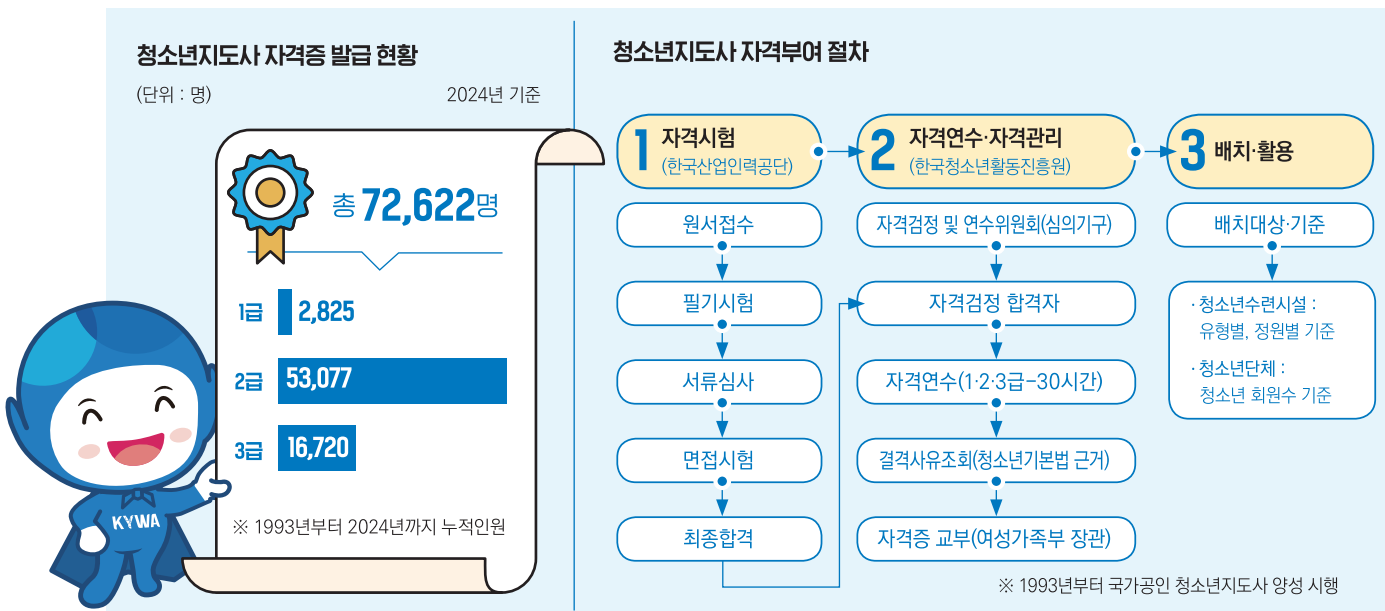 청소년지도사 자격증 발급 현황
(단위 : 명)
2024년 기준
총 72,622명
1급 2,825
2급 53,077
3급 16,720
※ 1993년부터 2024년까지 누적인원
KYWA
청소년지도사 자격부여 절차
1 자격시험
(한국산업인력공단)
원서접수
필기시험
서류심사
면접시험
최종합격
2 자격연수·자격관리
(한국청소년활동진흥원)
자격검정 및 연수위원회(심의기구)
자격검정 합격자
자격연수(1·2·3급-30시간)
결격사유조회(청소년기본법 근거)
자격증 교부(여성가족부 장관)
3 배치·활용
배치대상·기준
· 청소년수련시설 :
유형별, 정원별 기준
· 청소년단체 :
청소년 회원수 기준
※ 1993년부터 국가공인 청소년지도사 양성 시행